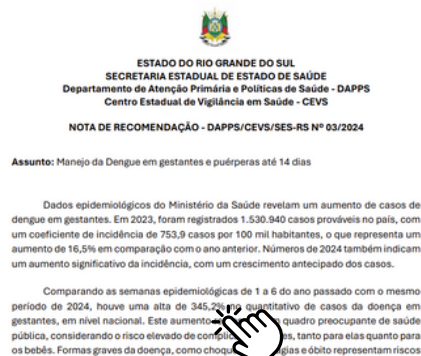 ESTADO DO RIO GRANDE DO SUL
SECRETARIA ESTADUAL DE ESTADO DE SAÚDE
Departamento de Atenção Primária e Políticas de Saúde - DAPPS
Centro Estadual de Vigilância em Saúde - CEVS
NOTA DE RECOMENDAÇÃO - DAPPS/CEVS/SES-RS Nº 03/2024
Assunto: Manejo da Dengue em gestantes e puérperas até 14 dias
Dados epidemiológicos do Ministério da Saúde revelam um aumento de casos de
dengue em gestantes. Em 2023, foram registrados 1.530.940 casos prováveis no país, com
um coeficiente de incidência de 753,9 casos por 100 mil habitantes, o que representa um
aumento de 16,5% em comparação com o ano anterior. Números de 2024 também indicam
um aumento significativo da incidência, com um crescimento antecipado dos casos.
Comparando as semanas epidemiológicas de 1 a 6 do ano passado com o mesmo
período de 2024, houve uma alta de 345,2% no quantitativo de casos da doença em
gestantes, em nível nacional. Este aumento quadro preocupante de saúde
pública, considerando o risco elevado de tanto para elas quanto para
os bebês. Formas graves da doença, como e óbito representam riscos